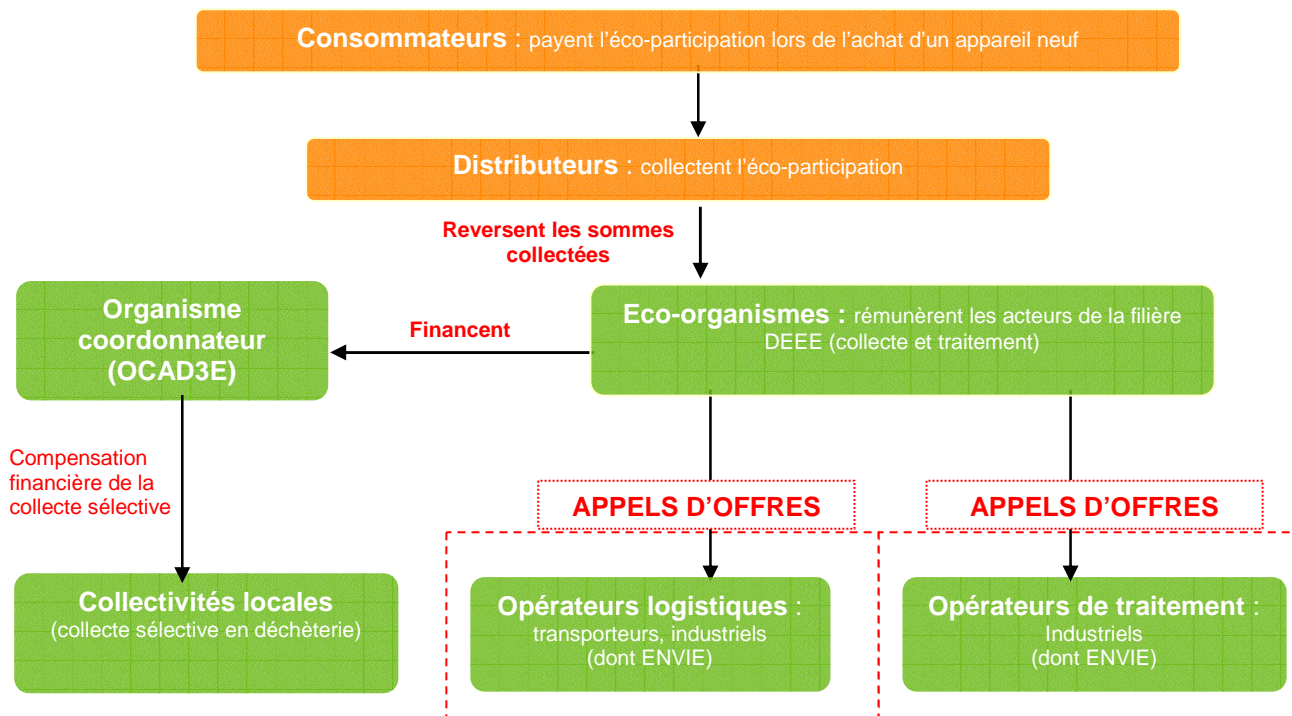 Consommateurs : payent l'éco-participation lors de l'achat d'un appareil neuf
Distributeurs : collectent l'éco-participation
Reversent les sommes
collectées
Organisme
coordonnateur
(OCAD3E)
Financent
Eco-organismes : rémunèrent les acteurs de la filière
DEEE (collecte et traitement)
Compensation
financière de la
collecte sélective
APPELS D'OFFRES
APPELS D'OFFRES
Collectivités locales
(collecte sélective en déchèterie)
Opérateurs logistiques :
transporteurs, industriels
(dont ENVIE)
Opérateurs de traitement :
Industriels
(dont ENVIE)